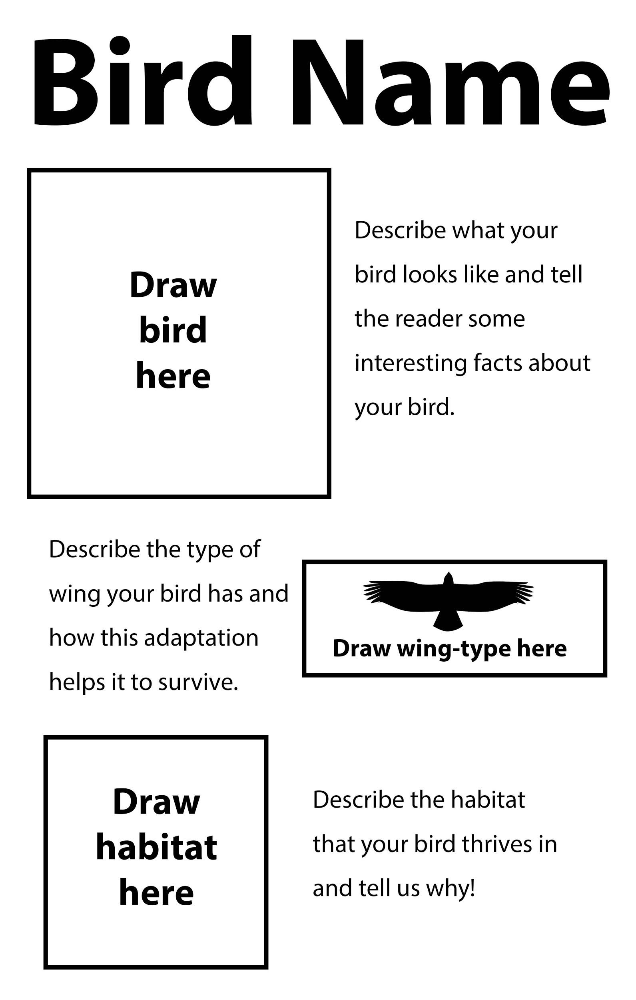 Bird Name
Draw
bird
here
Describe what your
bird looks like and tell
the reader some
interesting facts about
your bird.
Describe the type of
wing your bird has and
how this adaptation
helps it to survive.
Draw wing-type here
Draw
habitat
here
Describe the habitat
that your bird thrives in
and tell us why!